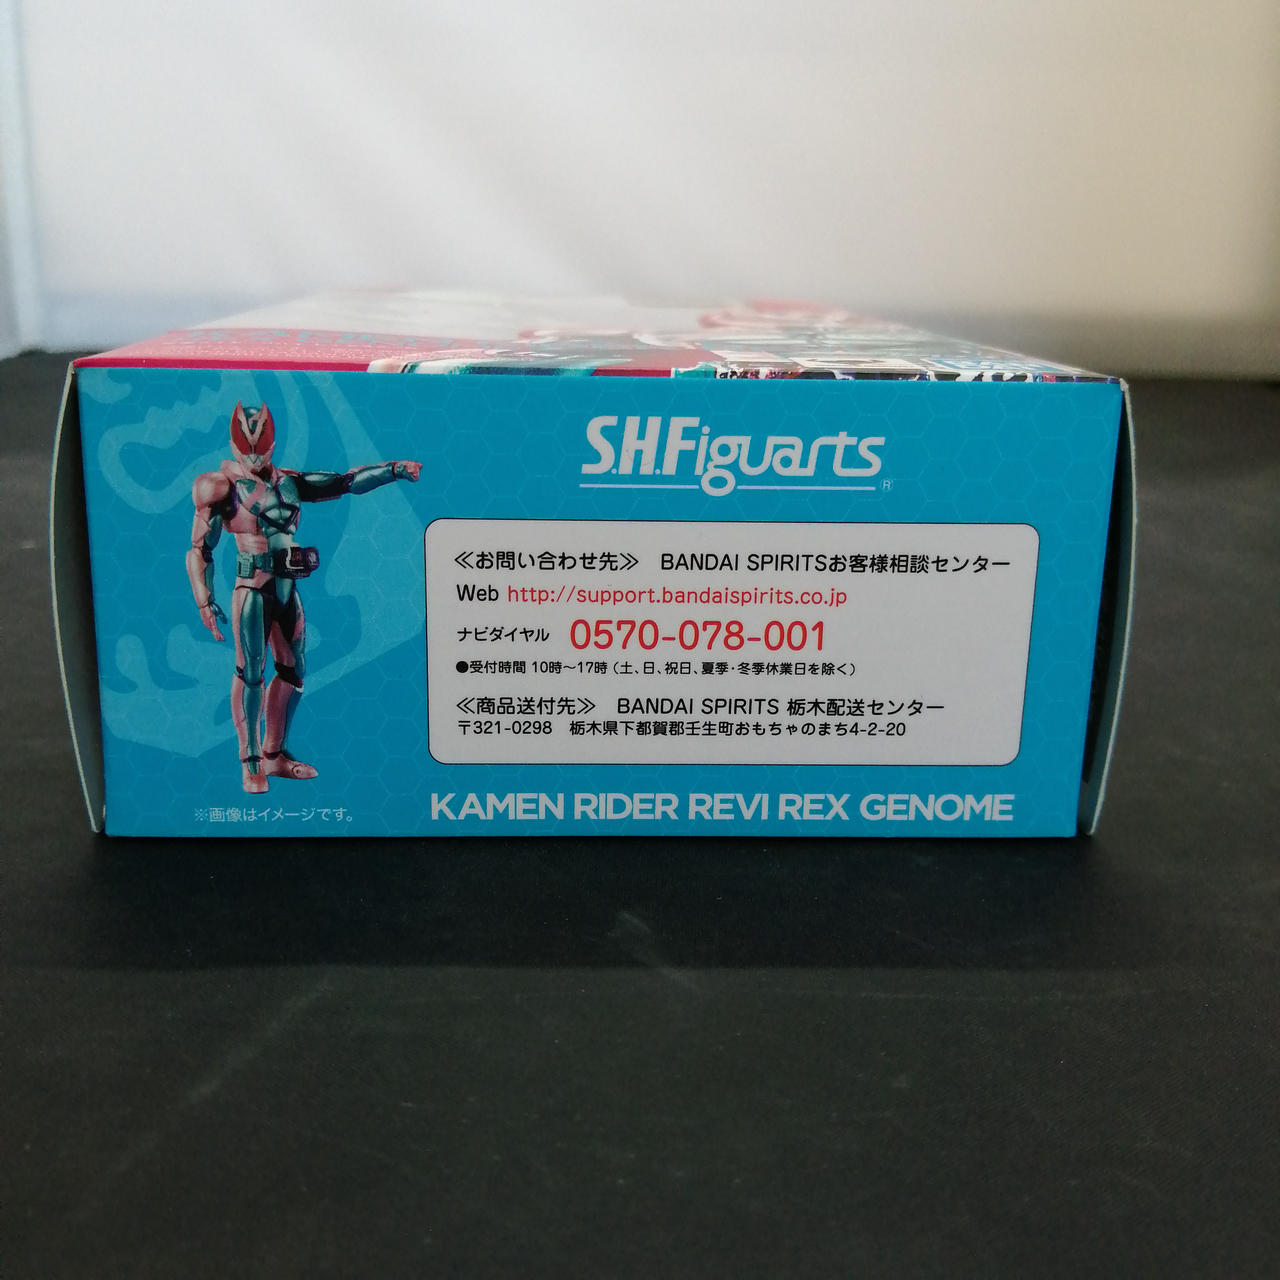 S.H.Figuarts
®
≪お問い合わせ先≫ BANDAI SPIRITSお客様相談センター
Web http://support.bandaispirits.co.jp
ナビダイヤル 0570-078-001
●受付時間 10時～17時（土、日、祝日、夏季・冬季休業日を除く）
≪商品送付先≫ BANDAI SPIRITS 栃木配送センター
〒321-0298 栃木県下都賀郡壬生町おもちゃのまち4-2-20
※画像はイメージです。
KAMEN RIDER REVI REX GENOME